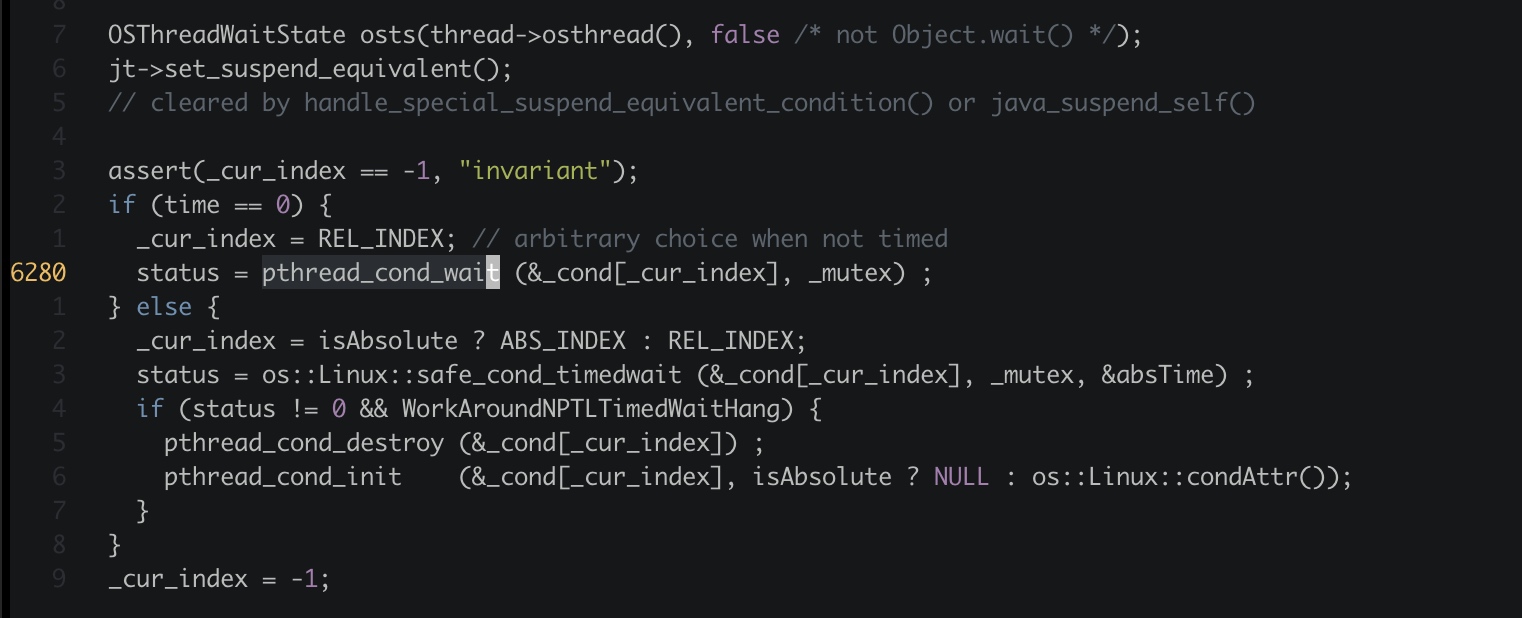 8
7 OSThreadWaitState osts(thread->osthread(), false /* not Object.wait() */);
6 jt->set_suspend_equivalent();
5 // cleared by handle_special_suspend_equivalent_condition() or java_suspend_self()
4
3 assert(_cur_index == -1, "invariant");
2 if (time == 0) {
1 _cur_index = REL_INDEX; // arbitrary choice when not timed
6280 status = pthread_cond_wait (&_cond[_cur_index], _mutex) ;
1 } else {
2 _cur_index = isAbsolute ? ABS_INDEX : REL_INDEX;
3 status = os::Linux::safe_cond_timedwait (&_cond[_cur_index], _mutex, &absTime) ;
4 if (status != 0 && WorkAroundNPTLTimedWaitHang) {
5 pthread_cond_destroy (&_cond[_cur_index]) ;
6 pthread_cond_init    (&_cond[_cur_index], isAbsolute ? NULL : os::Linux::condAttr());
7 }
8 }
9 _cur_index = -1;